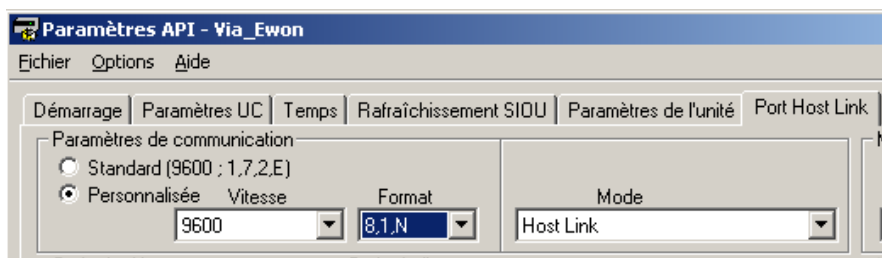 Paramètres API - Via_Ewon
Fichier Options Aide
Démarrage Paramètres UC Temps Rafraîchissement SIOU Paramètres de l'unité Port Host Link
Paramètres de communication
Standard (9600 ; 1,7,2,E)
Personnalisée Vitesse Format Mode
9600 8,1,N Host Link